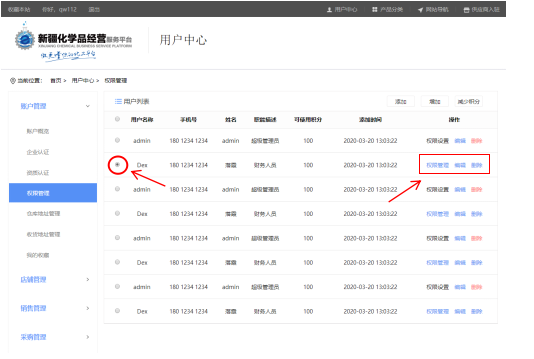 收藏本站 你好，qw112 退出 用户中心 产品分类 网站导航 供应商入驻
新疆化学品经营服务平台 用户中心
XINJIANG CHEMICAL BUSINESS SERVICE PLATFORM
当前位置： 首页 > 用户中心 > 权限管理
账户管理
账户概览
企业认证
资质认证
权限管理
仓库地址管理
收货地址管理
我的收藏
店铺管理
销售管理
采购管理
用户列表 添加 增加 减少积分
用户名称 手机号 姓名 职能描述 可使用积分 添加时间 操作
admin 180 1234 1234 admin 超级管理员 100 2020-03-20 13:03:22 权限设置 编辑 删除
Dex 180 1234 1234 落霞 财务人员 100 2020-03-20 13:03:22 权限管理 编辑 删除
admin 180 1234 1234 admin 超级管理员 100 2020-03-20 13:03:22 权限设置 编辑 删除
Dex 180 1234 1234 落霞 财务人员 100 2020-03-20 13:03:22 权限管理 编辑 删除
admin 180 1234 1234 admin 超级管理员 100 2020-03-20 13:03:22 权限设置 编辑 删除
Dex 180 1234 1234 落霞 财务人员 100 2020-03-20 13:03:22 权限管理 编辑 删除
admin 180 1234 1234 admin 超级管理员 100 2020-03-20 13:03:22 权限设置 编辑 删除
Dex 180 1234 1234 落霞 财务人员 100 2020-03-20 13:03:22 权限管理 编辑 删除